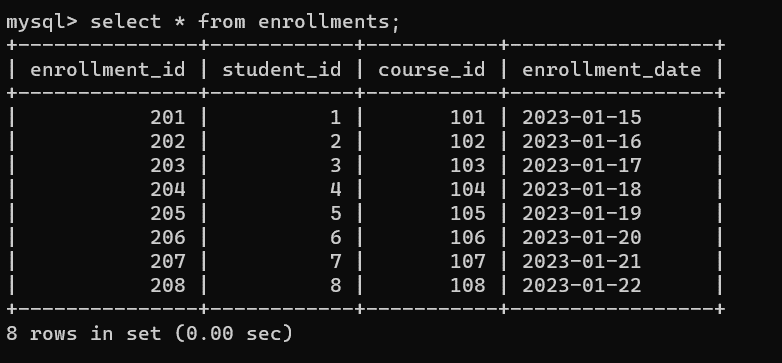 mysql> select * from enrollments;
+---------------+------------+-----------+-----------------+
| enrollment_id | student_id | course_id | enrollment_date |
+---------------+------------+-----------+-----------------+
|           201 |          1 |       101 | 2023-01-15      |
|           202 |          2 |       102 | 2023-01-16      |
|           203 |          3 |       103 | 2023-01-17      |
|           204 |          4 |       104 | 2023-01-18      |
|           205 |          5 |       105 | 2023-01-19      |
|           206 |          6 |       106 | 2023-01-20      |
|           207 |          7 |       107 | 2023-01-21      |
|           208 |          8 |       108 | 2023-01-22      |
+---------------+------------+-----------+-----------------+
8 rows in set (0.00 sec)